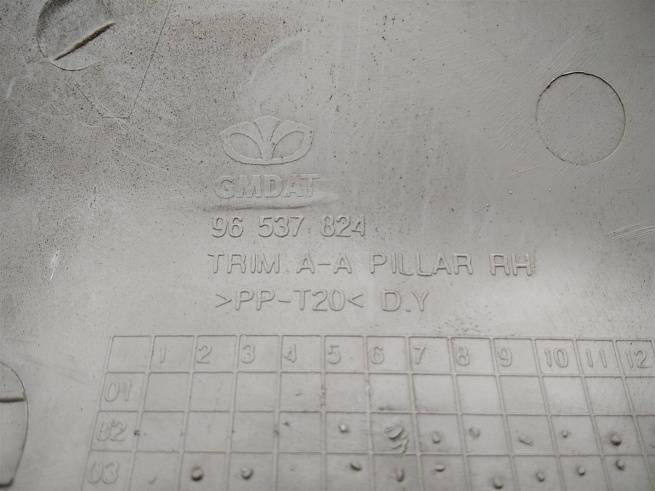 GMDAT
96 537 824
TRIM A-A PILLAR RH
>PP-T20< D.Y
1 2 3 4 5 6 7 8 9 10 11 12
01
02
03